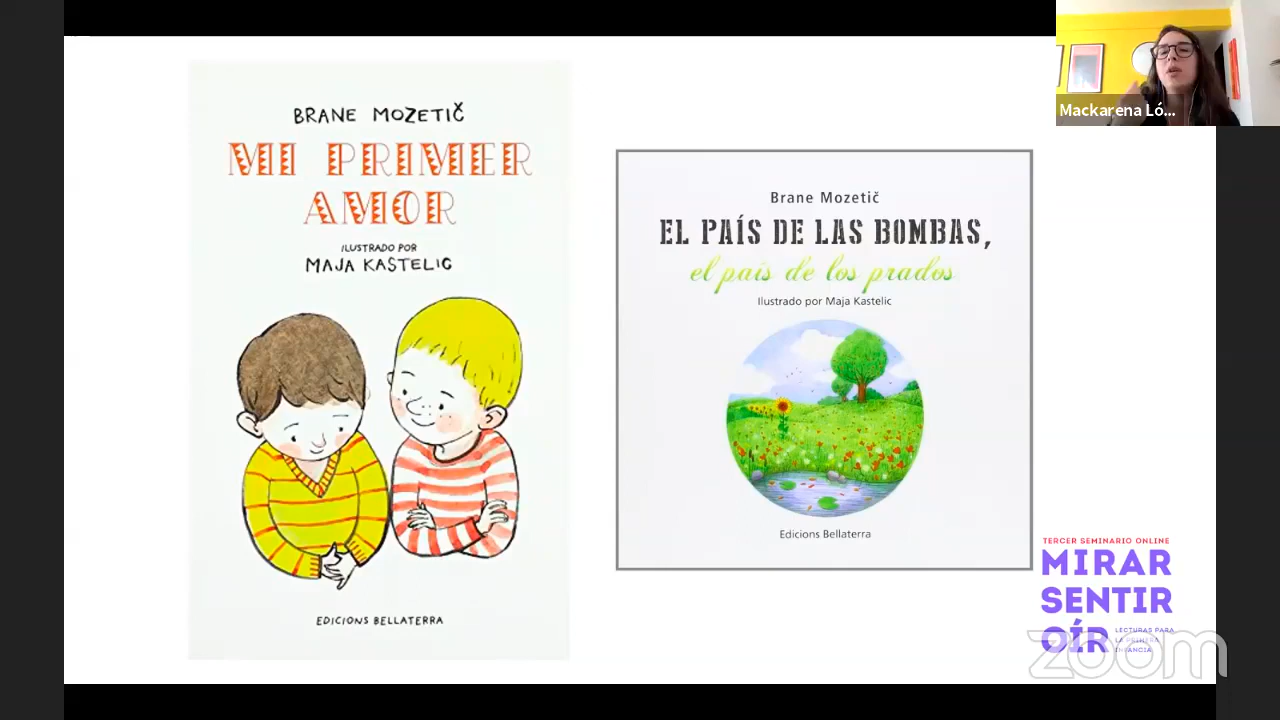 BRANE MOZETIČ
MI PRIMER
AMOR
ILUSTRADO POR
MAJA KASTELIC
EDICIONS BELLATERRA
Brane Mozetič
EL PAÍS DE LAS BOMBAS,
el país de los prados
Ilustrado por Maja Kastelic
Edicions Bellaterra
Mackarena Ló...
TERCER SEMINARIO ONLINE
MIRAR
SENTIR
OÍR
LECTURAS PARA
LA PRIMERA
INFANCIA
zoom